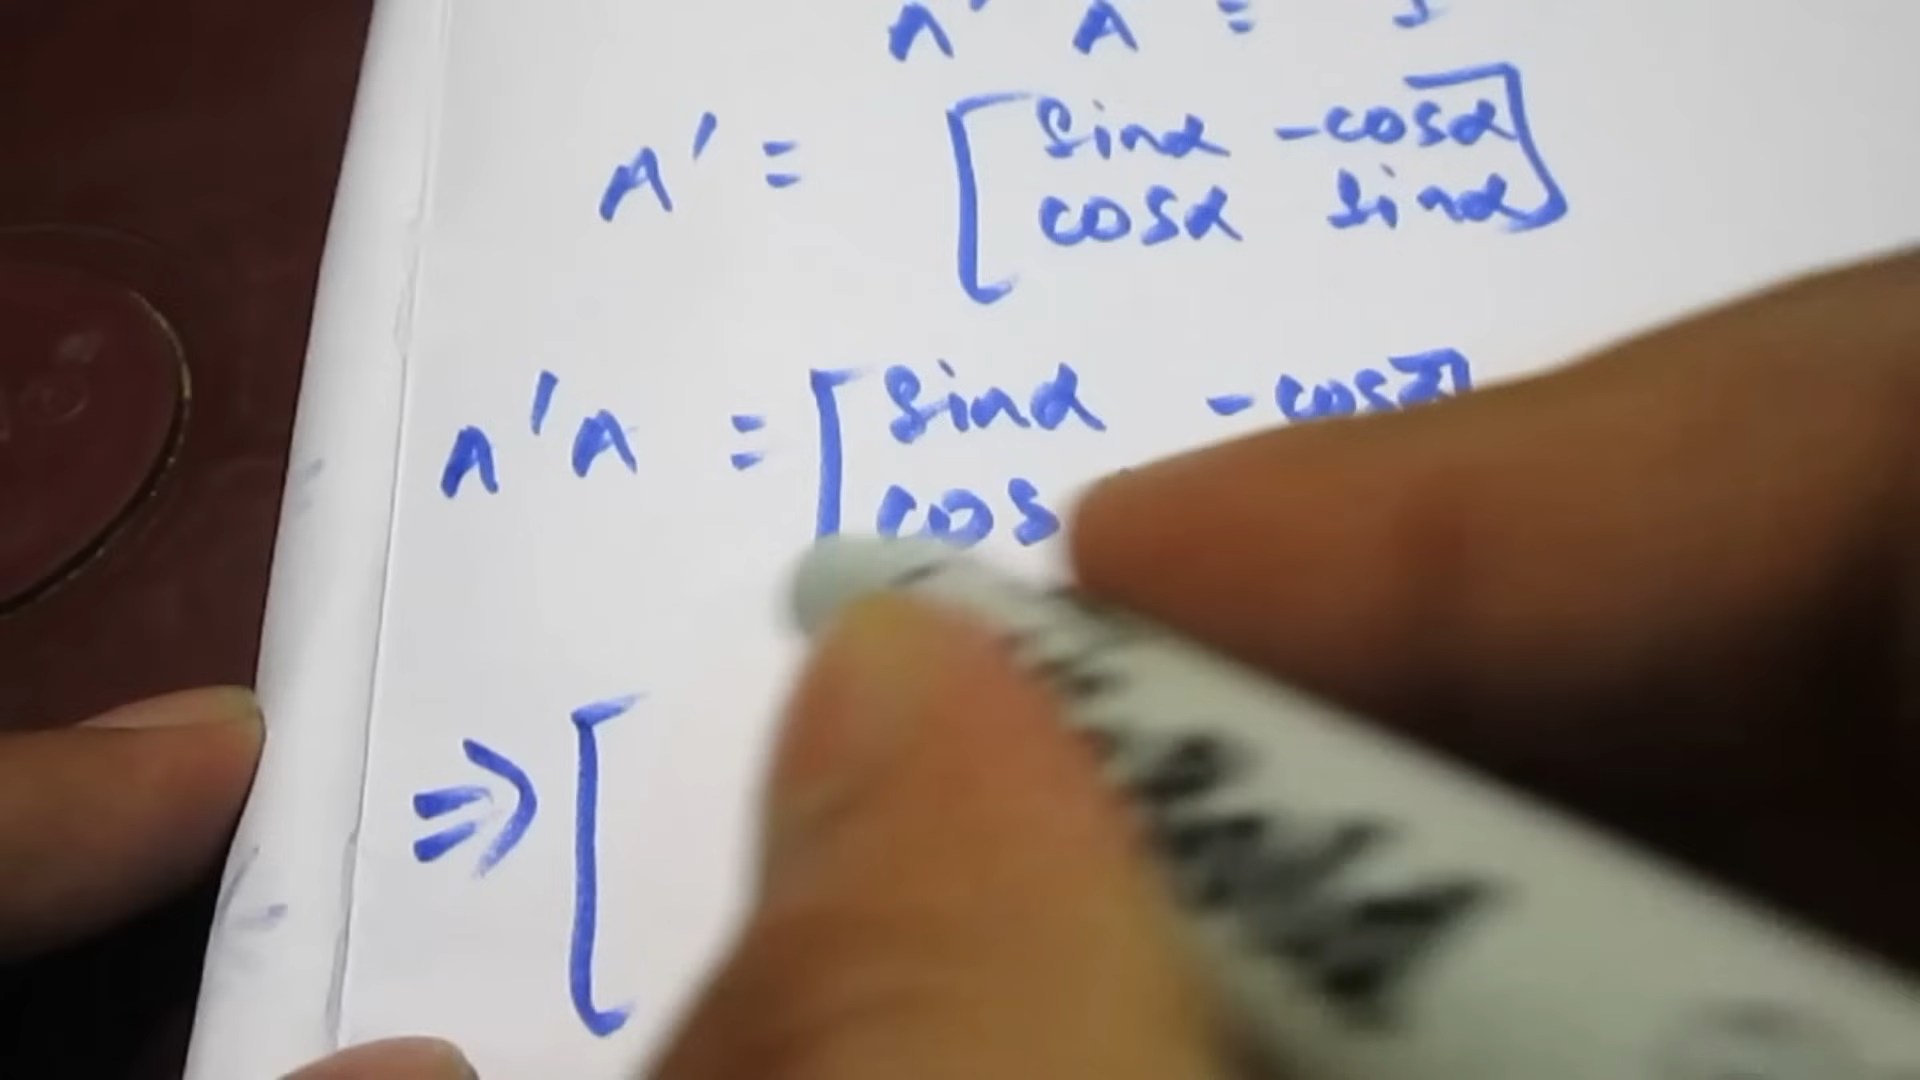 A' A = I
A' = [ sinα -cosα ]
cosα sinα
A'A = [ sinα -cosα
cos
⇒ [